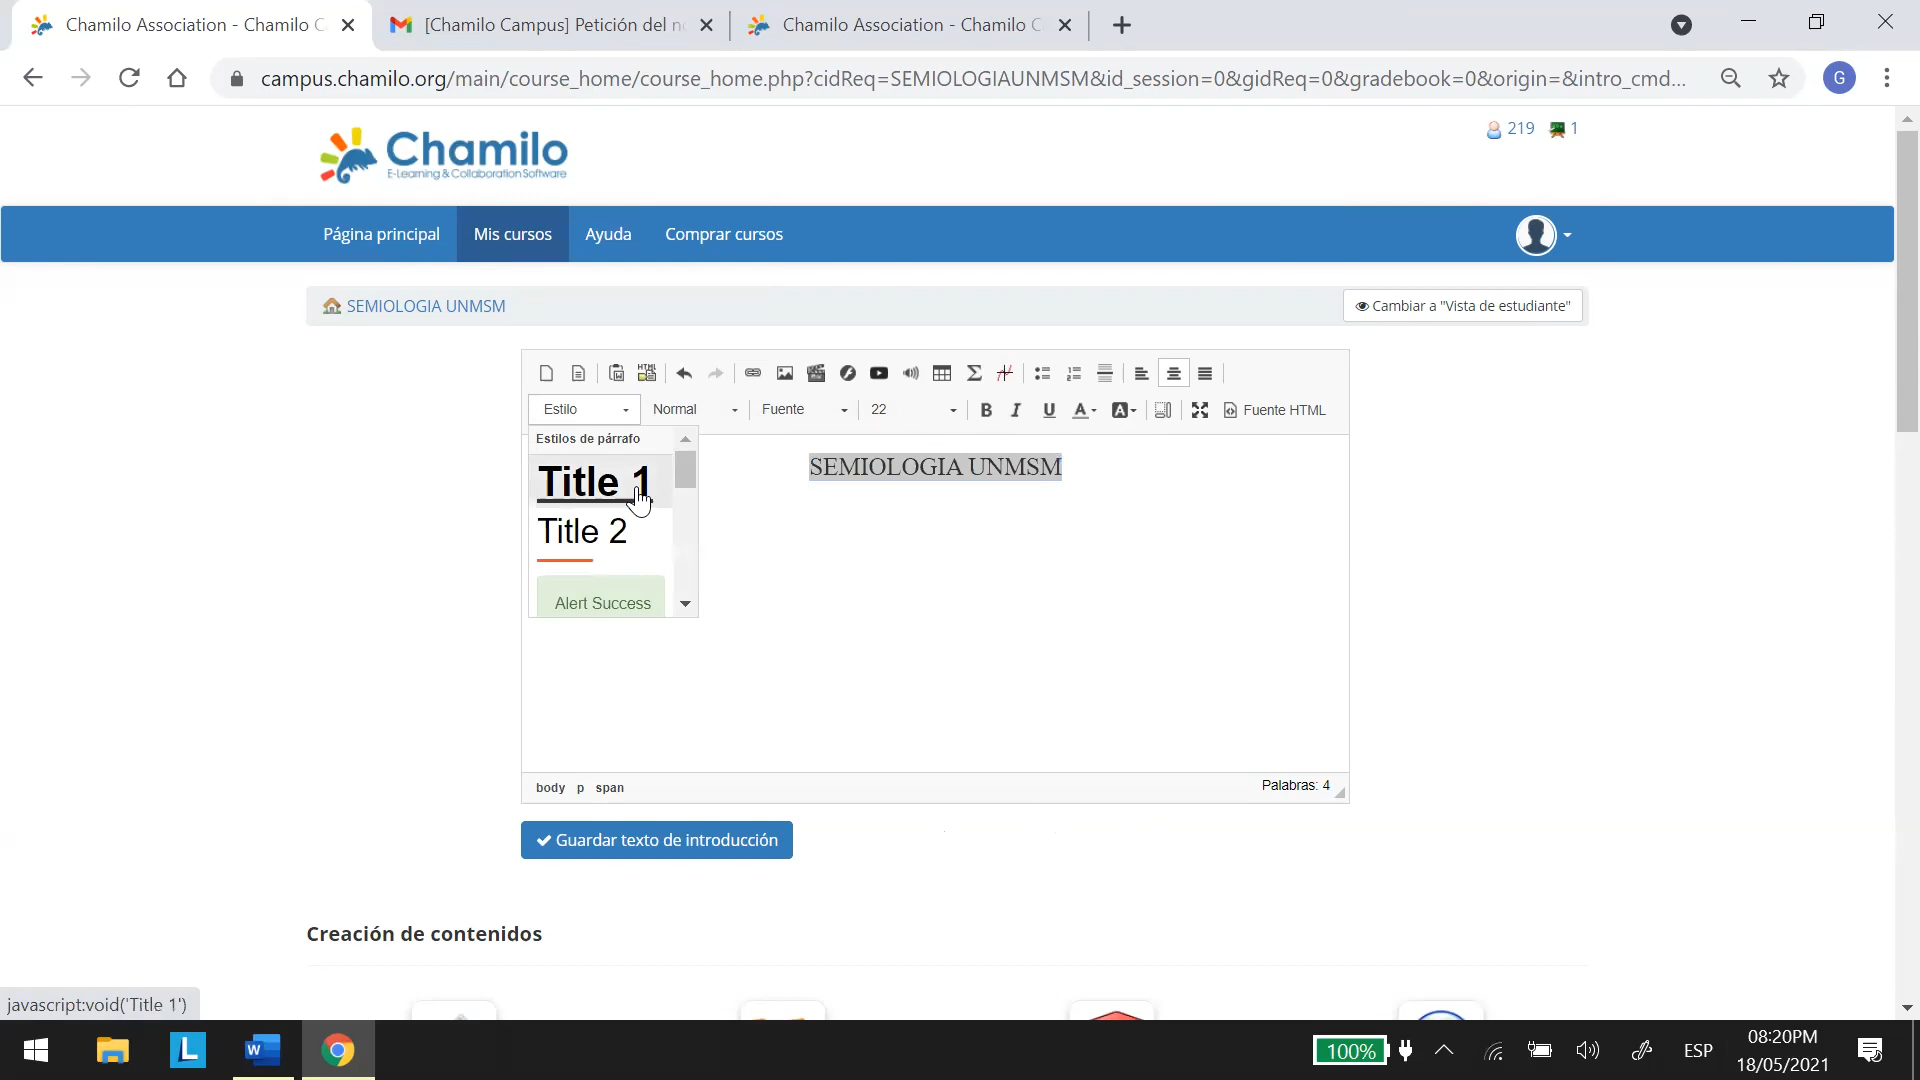 Chamilo Association - Chamilo C
[Chamilo Campus] Petición del n
Chamilo Association - Chamilo C
campus.chamilo.org/main/course_home/course_home.php?cidReq=SEMIOLOGIAUNMSM&id_session=0&gidReq=0&gradebook=0&origin=&intro_cmd...
G
Chamilo
E-Learning & Collaboration Software
219
1
Página principal
Mis cursos
Ayuda
Comprar cursos
SEMIOLOGIA UNMSM
Cambiar a "Vista de estudiante"
HTML
Estilo
Normal
Fuente
22
B
I
U
A
A
Fuente HTML
Estilos de párrafo
Title 1
Title 2
Alert Success
SEMIOLOGIA UNMSM
body p span
Palabras: 4
Guardar texto de introducción
Creación de contenidos
javascript:void('Title 1')
L
W
100%
ESP
08:20PM
18/05/2021